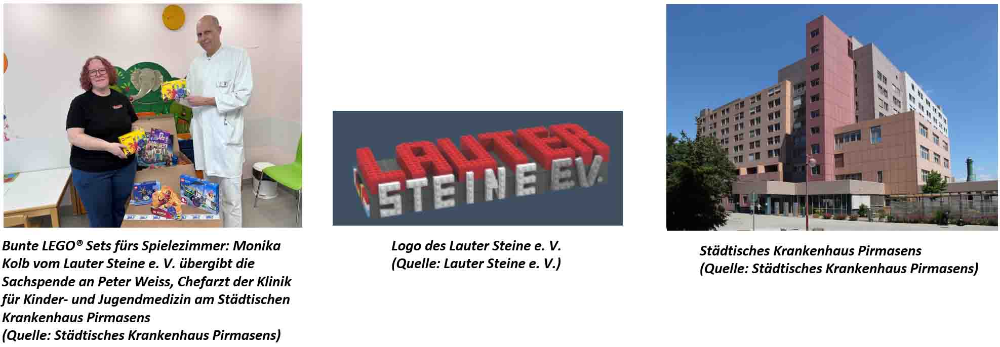 LAUTER
STEINE E.V.
Bunte LEGO® Sets fürs Spielezimmer: Monika
Kolb vom Lauter Steine e. V. übergibt die
Sachspende an Peter Weiss, Chefarzt der Klinik
für Kinder- und Jugendmedizin am Städtischen
Krankenhaus Pirmasens
(Quelle: Städtisches Krankenhaus Pirmasens)
Logo des Lauter Steine e. V.
(Quelle: Lauter Steine e. V.)
Städtisches Krankenhaus Pirmasens
(Quelle: Städtisches Krankenhaus Pirmasens)